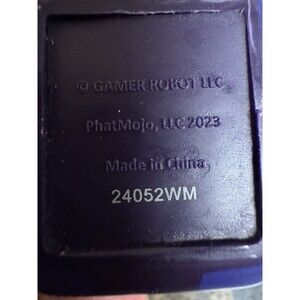 © GAMER ROBOT LLC
PhatMojo, LLC 2023
Made in China
24052WM